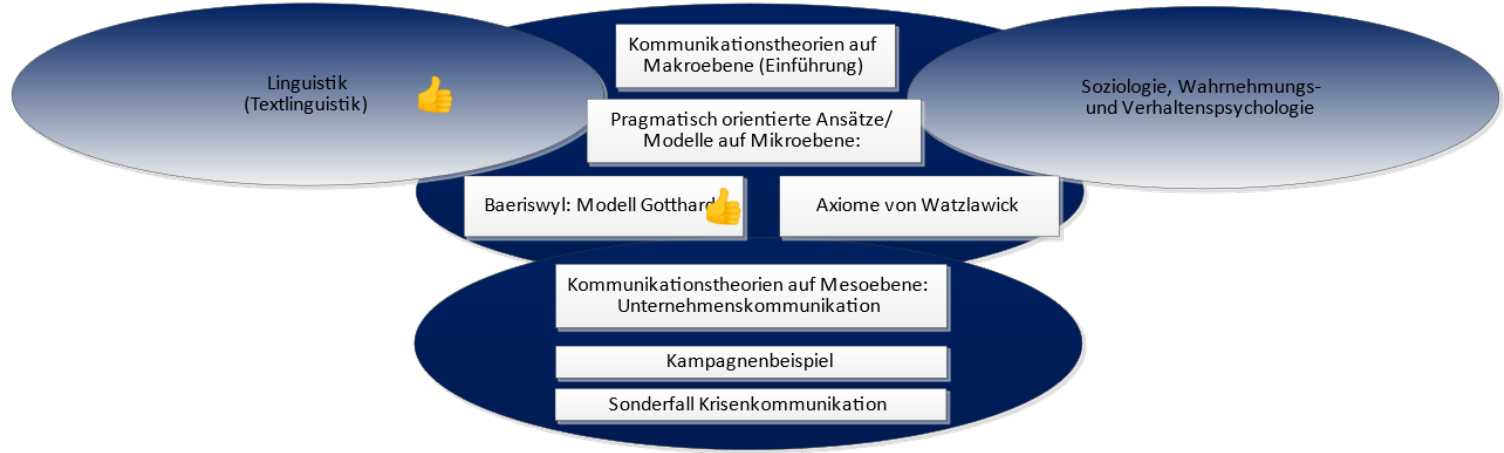 Kommunikationstheorien auf
Makroebene (Einführung)
Linguistik
(Textlinguistik)
Soziologie, Wahrnehmungs-
und Verhaltenspsychologie
Pragmatisch orientierte Ansätze/
Modelle auf Mikroebene:
Baeriswyl: Modell Gotthard
Axiome von Watzlawick
Kommunikationstheorien auf Mesoebene:
Unternehmenskommunikation
Kampagnenbeispiel
Sonderfall Krisenkommunikation